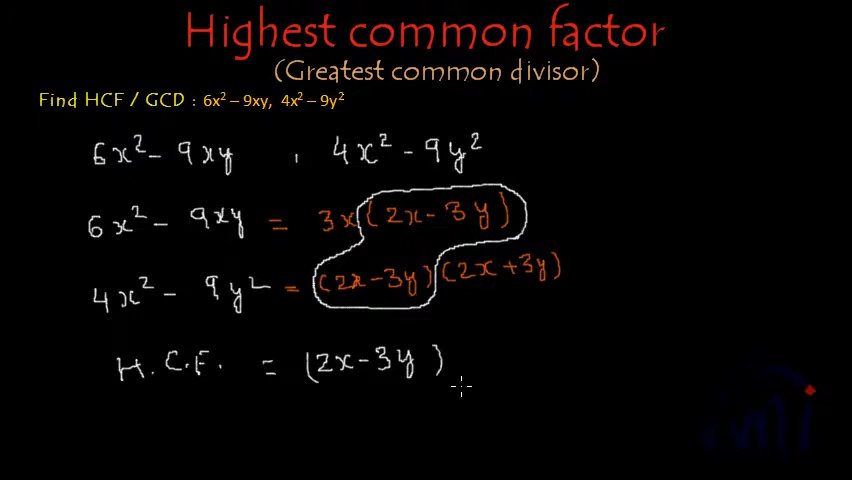 Highest common factor
(Greatest common divisor)
Find HCF / GCD : 6x² – 9xy, 4x² – 9y²
6x² - 9xy , 4x² - 9y²
6x² - 9xy = 3x(2x - 3y)
4x² - 9y² = (2x - 3y)(2x + 3y)
H.C.F. = (2x - 3y)